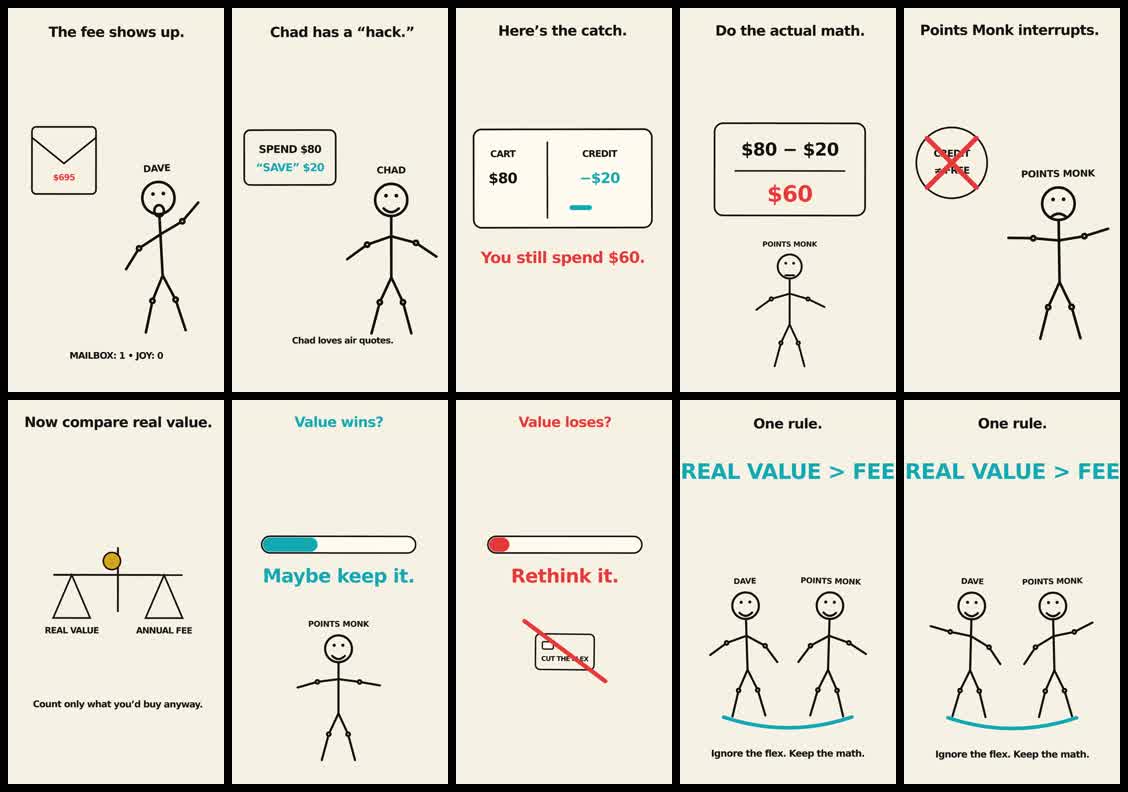 The fee shows up.
$695
DAVE
MAILBOX: 1 • JOY: 0
Chad has a “hack.”
SPEND $80
“SAVE” $20
CHAD
Chad loves air quotes.
Here’s the catch.
CART
CREDIT
$80
−$20
You still spend $60.
Do the actual math.
$80 − $20
$60
POINTS MONK
Points Monk interrupts.
CREDIT
≠ FREE
POINTS MONK
Now compare real value.
REAL VALUE
ANNUAL FEE
Count only what you’d buy anyway.
Value wins?
Maybe keep it.
POINTS MONK
Value loses?
Rethink it.
CUT THE FLEX
One rule.
REAL VALUE > FEE
DAVE
POINTS MONK
Ignore the flex. Keep the math.
One rule.
REAL VALUE > FEE
DAVE
POINTS MONK
Ignore the flex. Keep the math.